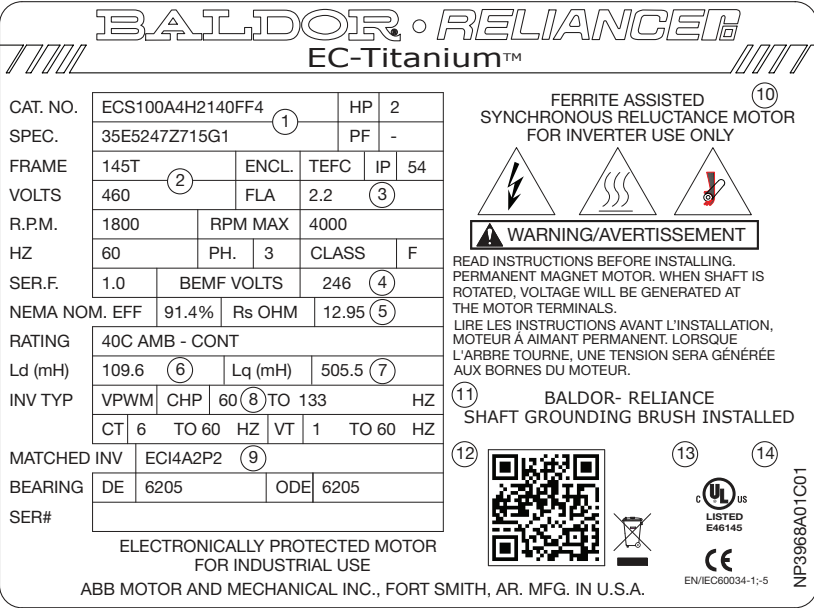 BALDOR • RELIANCER
EC-Titanium™
CAT. NO. ECS100A4H2140FF4 HP 2
1
SPEC. 35E5247Z715G1 PF -
FRAME 145T ENCL. TEFC IP 54
2
VOLTS 460 FLA 2.2 3
R.P.M. 1800 RPM MAX 4000
HZ 60 PH. 3 CLASS F
SER.F. 1.0 BEMF VOLTS 246 4
NEMA NOM. EFF 91.4% Rs OHM 12.95 5
RATING 40C AMB - CONT
Ld (mH) 109.6 6 Lq (mH) 505.5 7
INV TYP VPWM CHP 60 8 TO 133 HZ
CT 6 TO 60 HZ VT 1 TO 60 HZ
MATCHED INV ECI4A2P2 9
BEARING DE 6205 ODE 6205
SER#
ELECTRONICALLY PROTECTED MOTOR
FOR INDUSTRIAL USE
FERRITE ASSISTED 10
SYNCHRONOUS RELUCTANCE MOTOR
FOR INVERTER USE ONLY
WARNING/AVERTISSEMENT
READ INSTRUCTIONS BEFORE INSTALLING.
PERMANENT MAGNET MOTOR. WHEN SHAFT IS
ROTATED, VOLTAGE WILL BE GENERATED AT
THE MOTOR TERMINALS.
LIRE LES INSTRUCTIONS AVANT L'INSTALLATION,
MOTEUR Á AIMANT PERMANENT. LORSQUE
L'ARBRE TOURNE, UNE TENSION SERA GÉNÉRÉE
AUX BORNES DU MOTEUR.
11 BALDOR- RELIANCE
SHAFT GROUNDING BRUSH INSTALLED
12 13 14
C UL US
LISTED
E46145
CE
EN/IEC60034-1;-5
NP3968A01C01
ABB MOTOR AND MECHANICAL INC., FORT SMITH, AR. MFG. IN U.S.A.